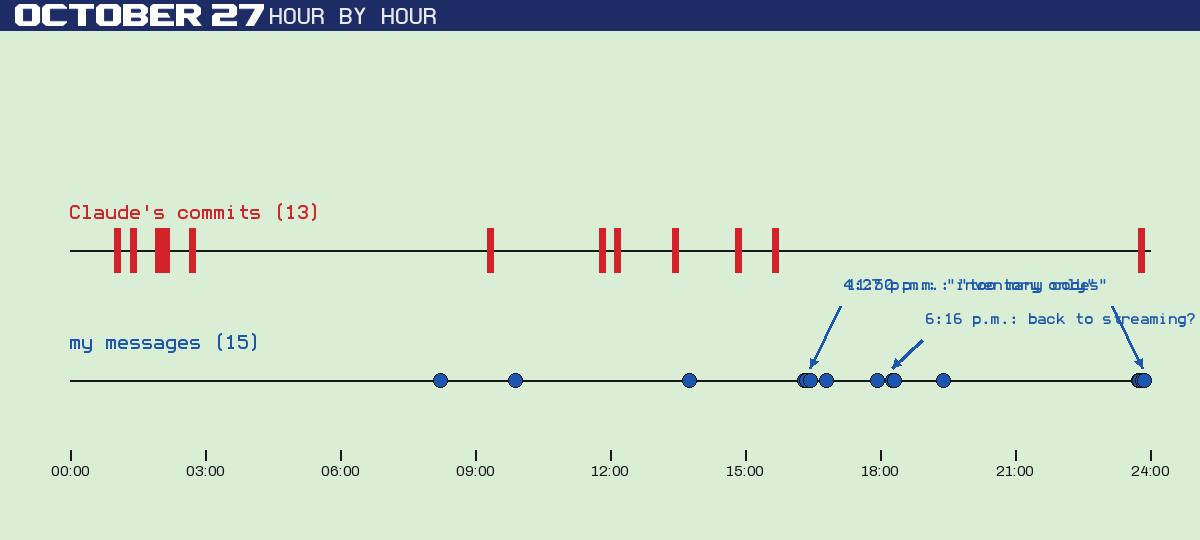 OCTOBER 27 HOUR BY HOUR
Claude's commits (13)
my messages (15)
6:16 p.m.: back to streaming?
00:00 03:00 06:00 09:00 12:00 15:00 18:00 21:00 24:00